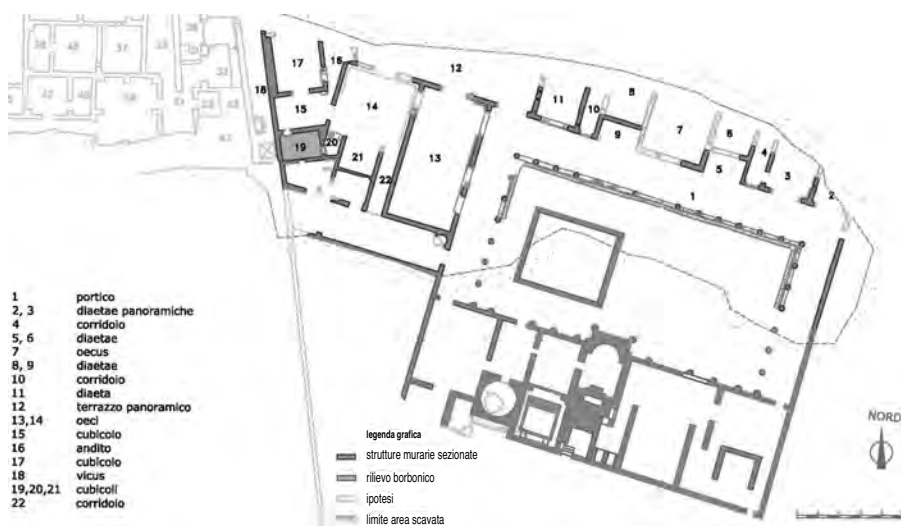 1 portico
2, 3 diaetae panoramiche
4 corridoio
5, 6 diaetae
7 oecus
8, 9 diaetae
10 corridoio
11 diaeta
12 terrazzo panoramico
13,14 oeci
15 cubicolo
16 andito
17 cubicolo
18 vicus
19,20,21 cubicoli
22 corridoio
legenda grafica
strutture murarie sezionate
rilievo borbonico
ipotesi
limite area scavata
NORD
12
17
16
18
14
15
11
10
8
9
7
6
5
4
3
2
19
20
21
22
13
1